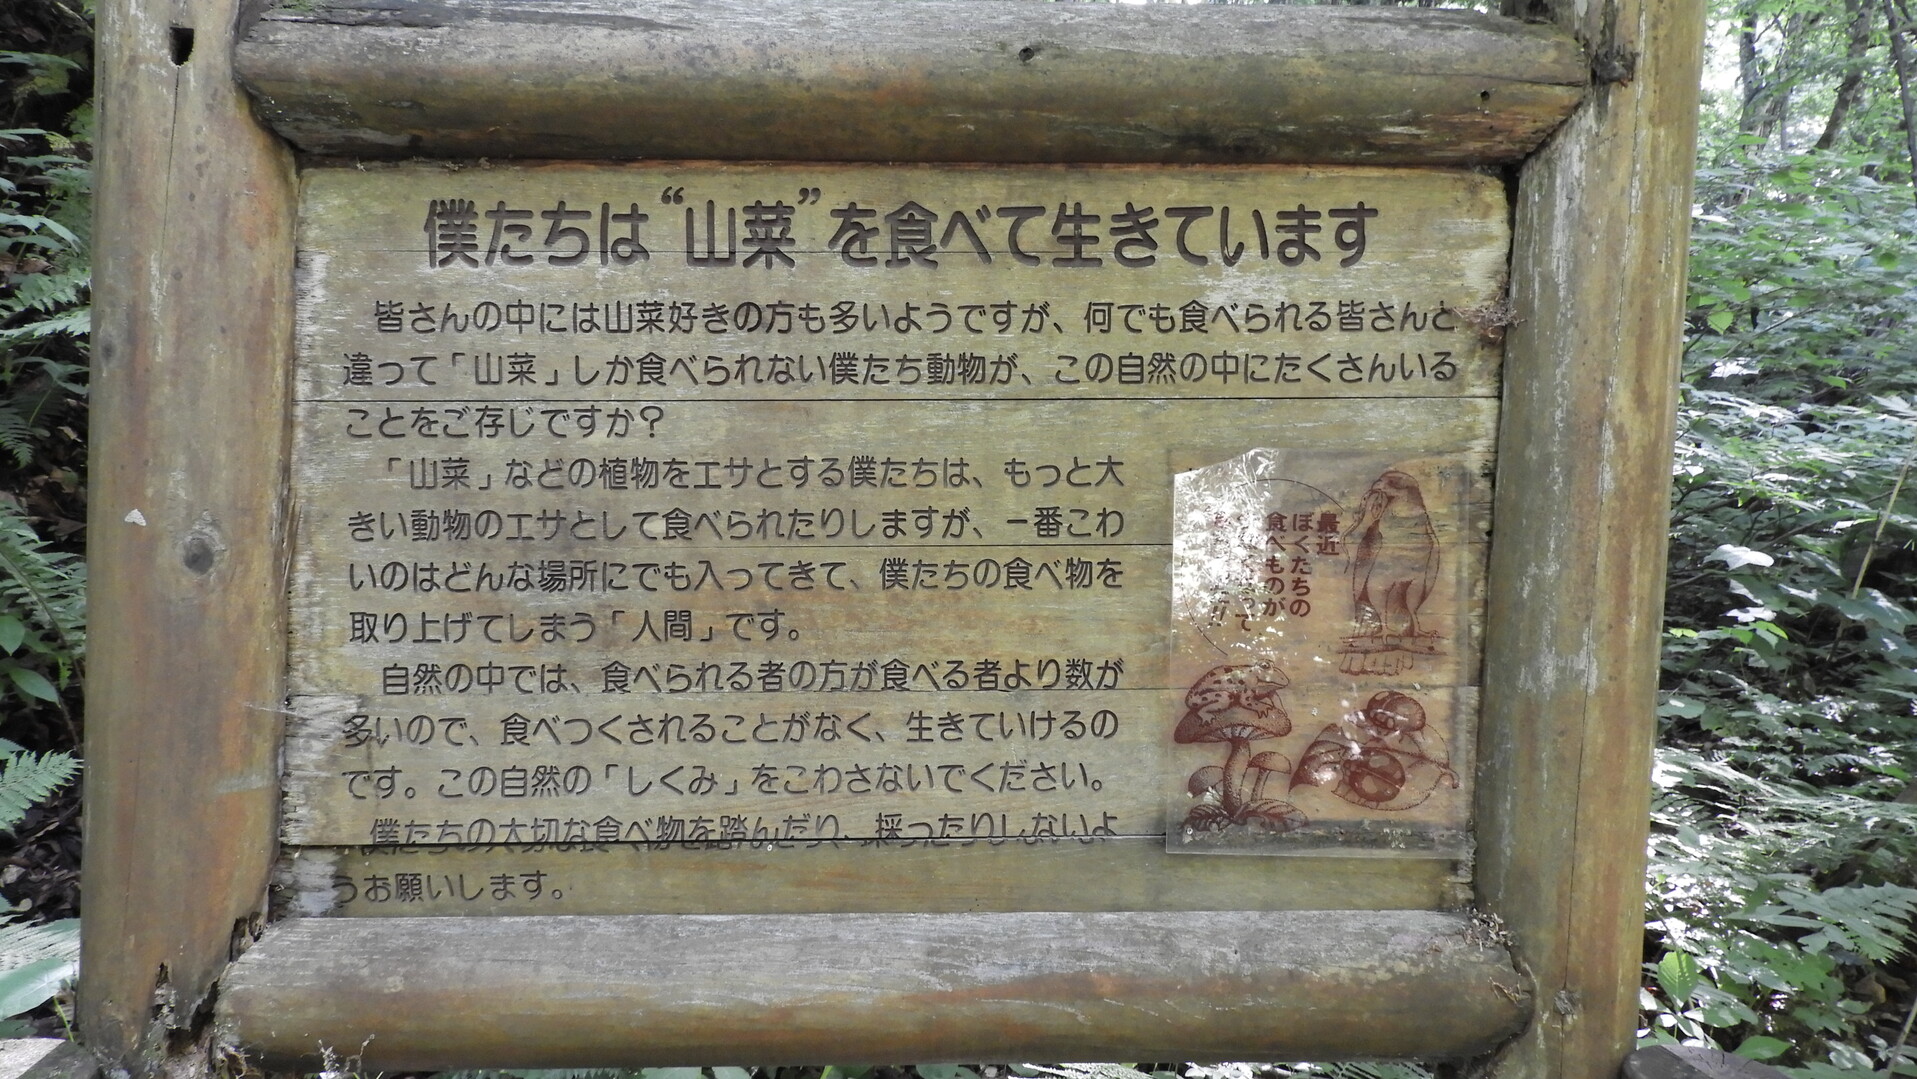 僕たちは“山菜”を食べて生きています
皆さんの中には山菜好きの方も多いようですが、何でも食べられる皆さんと
違って「山菜」しか食べられない僕たち動物が、この自然の中にたくさんいる
ことをご存じですか？
「山菜」などの植物をエサとする僕たちは、もっと大
きい動物のエサとして食べられたりしますが、一番こわ
いのはどんな場所にでも入ってきて、僕たちの食べ物を
取り上げてしまう「人間」です。
自然の中では、食べられる者の方が食べる者より数が
多いので、食べつくされることがなく、生きていけるの
です。この自然の「しくみ」をこわさないでください。
僕たちの大切な食べ物を踏んだり、採ったりしないよ
うお願いします。
最近
ぼくたちの
食べものが